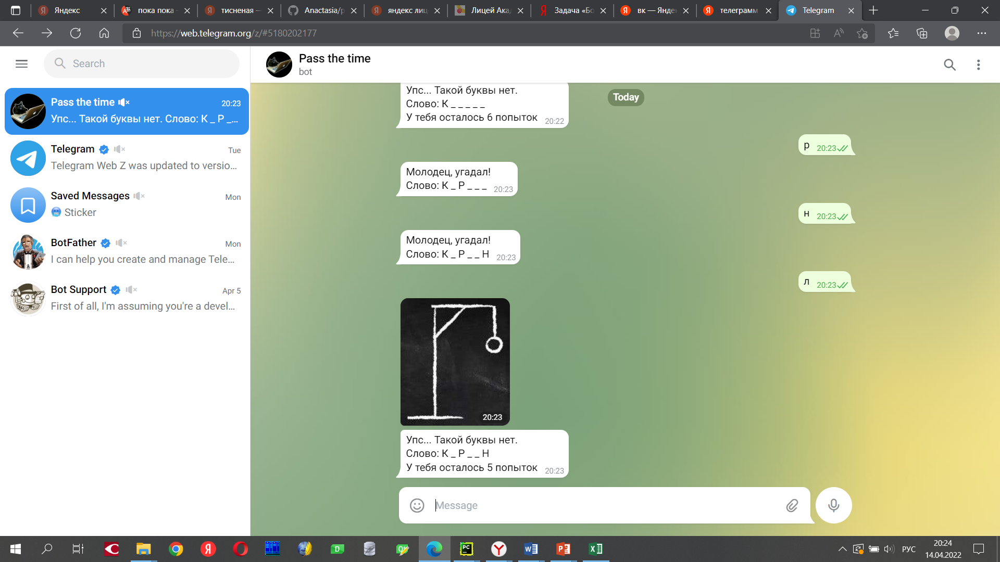 Яндекс
пока пока
тисненая —
Anactasia/p
яндекс лиц
Лицей Ака
Задача «Бо
вк — Янде
телеграмм
Telegram
https://web.telegram.org/z/#5180202177
Search
Pass the time
20:23
Упс... Такой буквы нет. Слово: К _ Р _...
Telegram
Tue
Telegram Web Z was updated to versio...
Saved Messages
Mon
Sticker
BotFather
Mon
I can help you create and manage Tele...
Bot Support
Apr 5
First of all, I'm assuming you're a devel...
Pass the time
bot
Today
Упс... Такой буквы нет.
Слово: К _ _ _ _ _
У тебя осталось 6 попыток 20:22
р 20:23
Молодец, угадал!
Слово: К _ Р _ _ _ 20:23
н 20:23
Молодец, угадал!
Слово: К _ Р _ _ Н 20:23
л 20:23
20:23
Упс... Такой буквы нет.
Слово: К _ Р _ _ Н
У тебя осталось 5 попыток 20:23
Message
РУС
20:24
14.04.2022